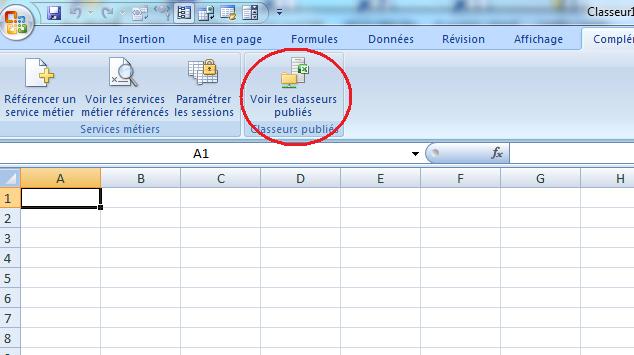 Classeur1
Accueil Insertion Mise en page Formules Données Révision Affichage Complé
Référencer un service métier
Voir les services métier référencés
Paramétrer les sessions
Voir les classeurs publiés
Services métiers
Classeurs publiés
A1 fx
A B C D E F G H
1
2
3
4
5
6
7
8